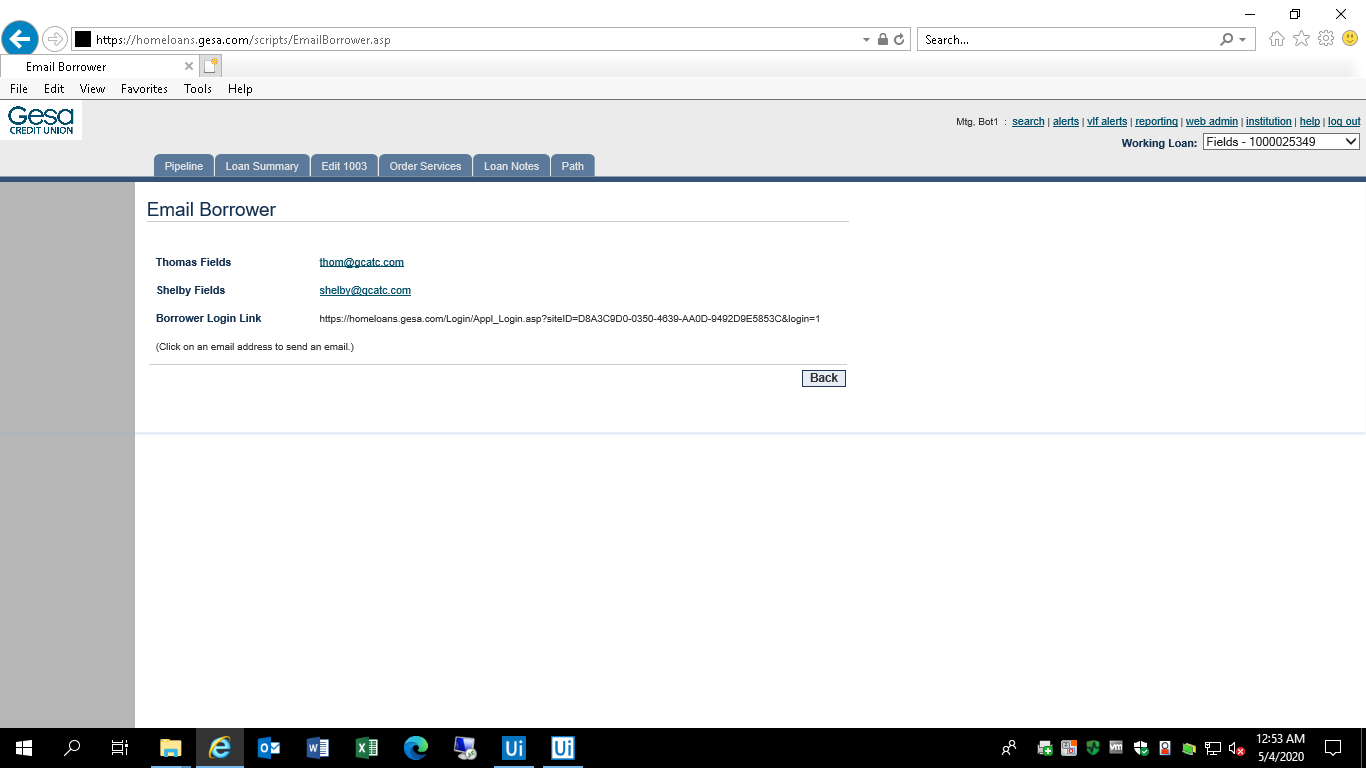 https://homeloans.gesa.com/scripts/EmailBorrower.asp
Search...
Email Borrower
File Edit View Favorites Tools Help
Gesa
CREDIT UNION
Mtg, Bot1 : search | alerts | vlf alerts | reporting | web admin | institution | help | log out
Working Loan: Fields - 1000025349
Pipeline Loan Summary Edit 1003 Order Services Loan Notes Path
Email Borrower
Thomas Fields thom@gcatc.com
Shelby Fields shelby@gcatc.com
Borrower Login Link https://homeloans.gesa.com/Login/Appl_Login.asp?siteID=D8A3C9D0-0350-4639-AA0D-9492D9E5853C&login=1
(Click on an email address to send an email.)
Back
Ui Ui
12:53 AM
5/4/2020